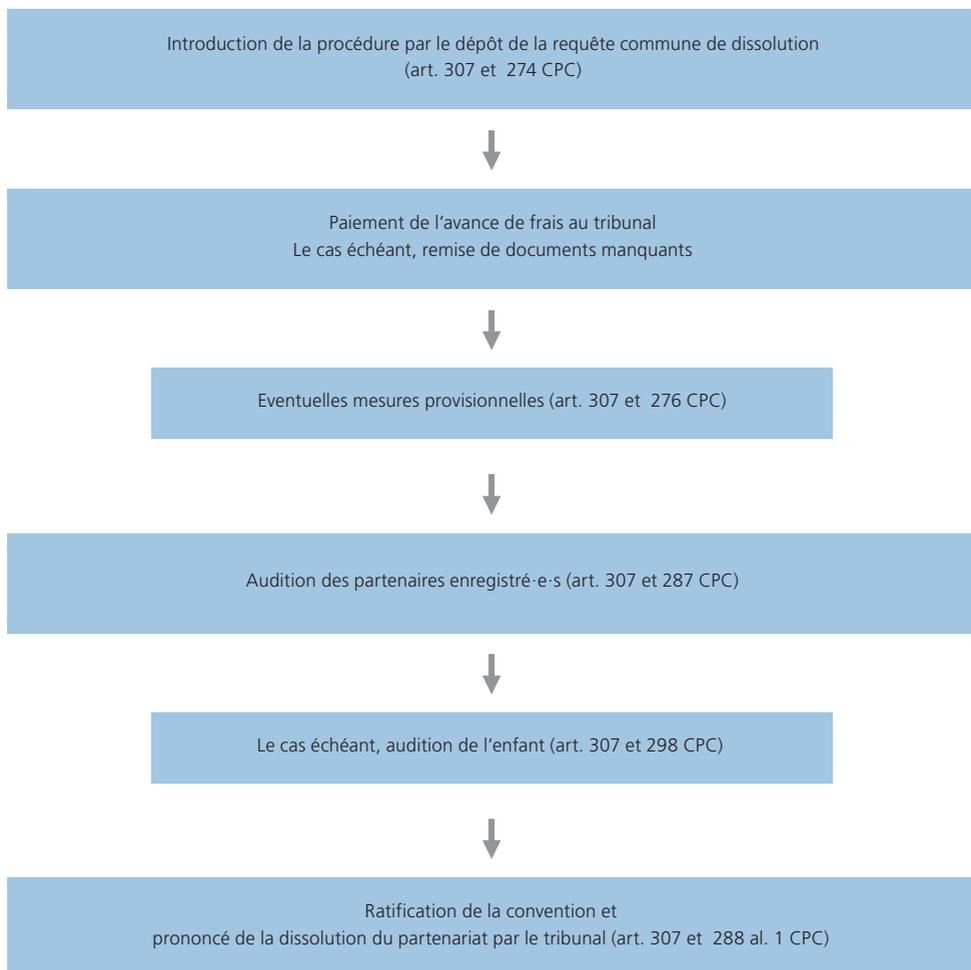 Introduction de la procédure par le dépôt de la requête commune de dissolution
(art. 307 et 274 CPC)
Paiement de l’avance de frais au tribunal
Le cas échéant, remise de documents manquants
Eventuelles mesures provisionnelles (art. 307 et 276 CPC)
Audition des partenaires enregistré·e·s (art. 307 et 287 CPC)
Le cas échéant, audition de l’enfant (art. 307 et 298 CPC)
Ratification de la convention et
prononcé de la dissolution du partenariat par le tribunal (art. 307 et 288 al. 1 CPC)